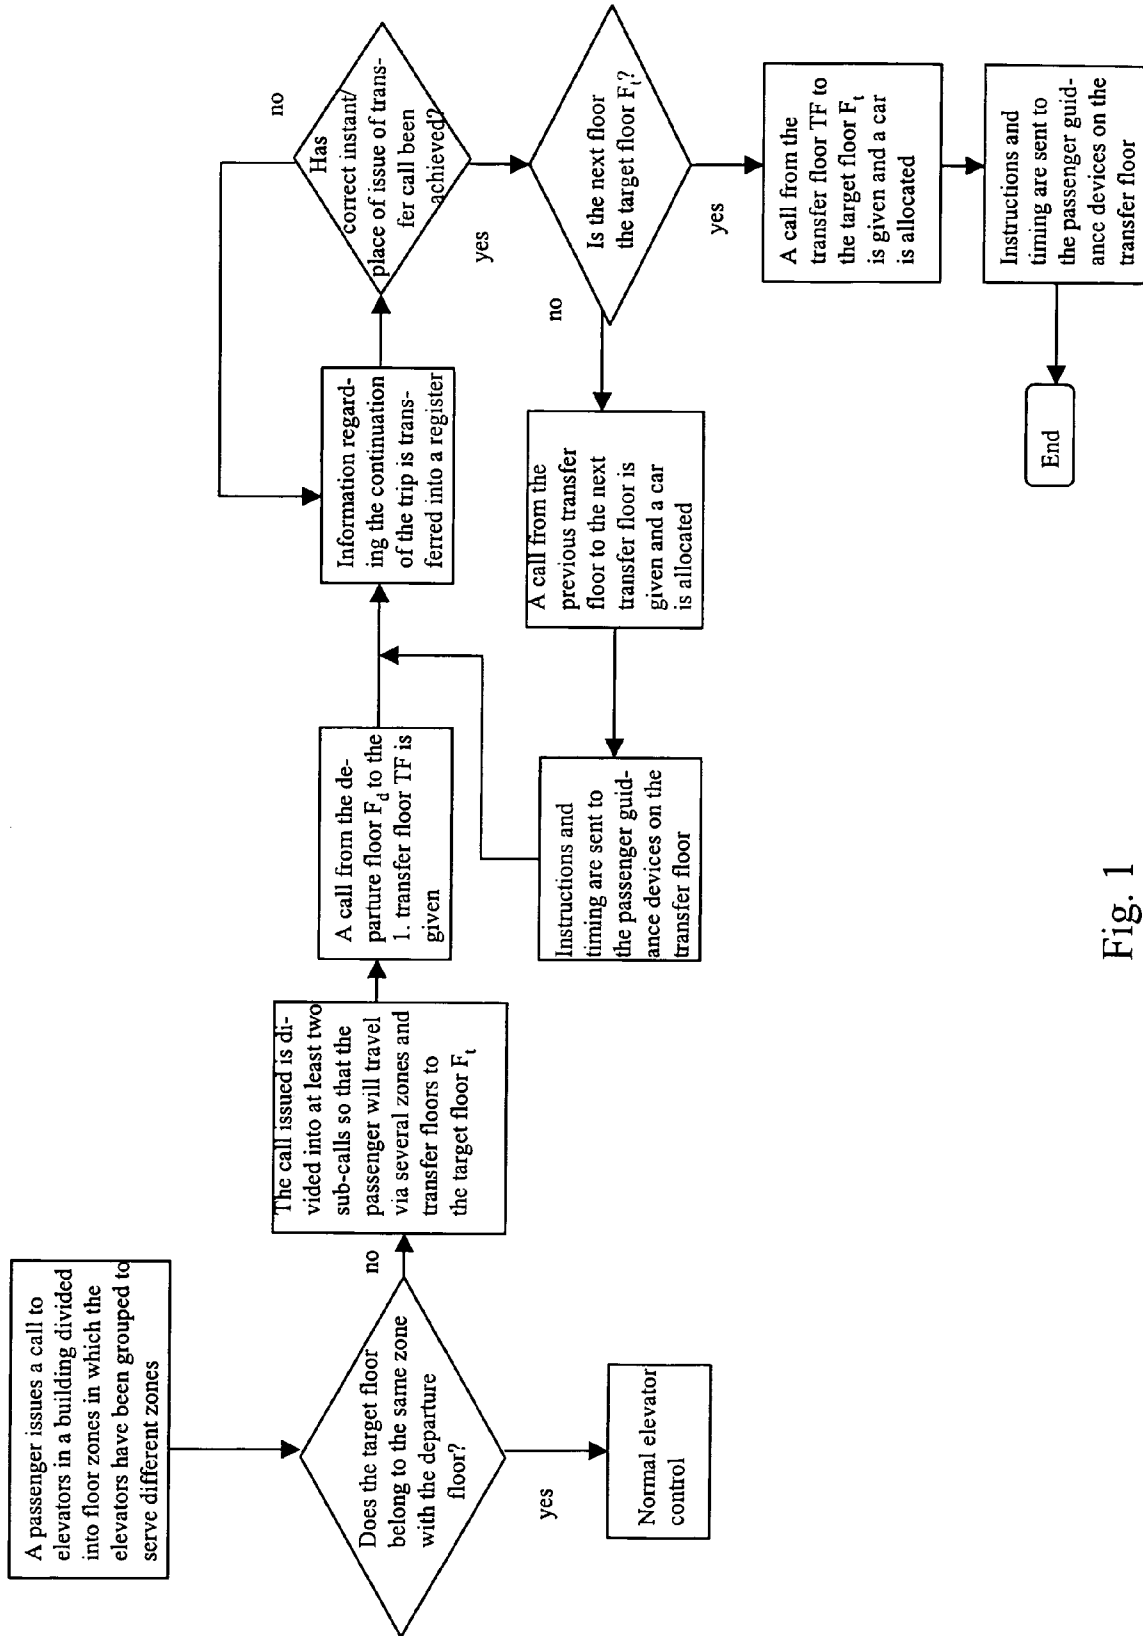 A passenger issues a call to
elevators in a building divided
into floor zones in which the
elevators have been grouped to
serve different zones
Does the target floor
belong to the same zone
with the departure
floor?
no
yes
Normal elevator
control
The call issued is di-
vided into at least two
sub-calls so that the
passenger will travel
via several zones and
transfer floors to
the target floor Ft
A call from the de-
parture floor Fd to the
1. transfer floor TF is
given
Information regard-
ing the continuation
of the trip is trans-
ferred into a register
Has
correct instant/
place of issue of trans-
fer call been
achieved?
no
yes
Is the next floor
the target floor Ft?
no
yes
A call from the
previous transfer
floor to the next
transfer floor is
given and a car
is allocated
Instructions and
timing are sent to
the passenger guid-
ance devices on the
transfer floor
A call from the
transfer floor TF to
the target floor Ft
is given and a car
is allocated
Instructions and
timing are sent to
the passenger guid-
ance devices on the
transfer floor
End
Fig. 1